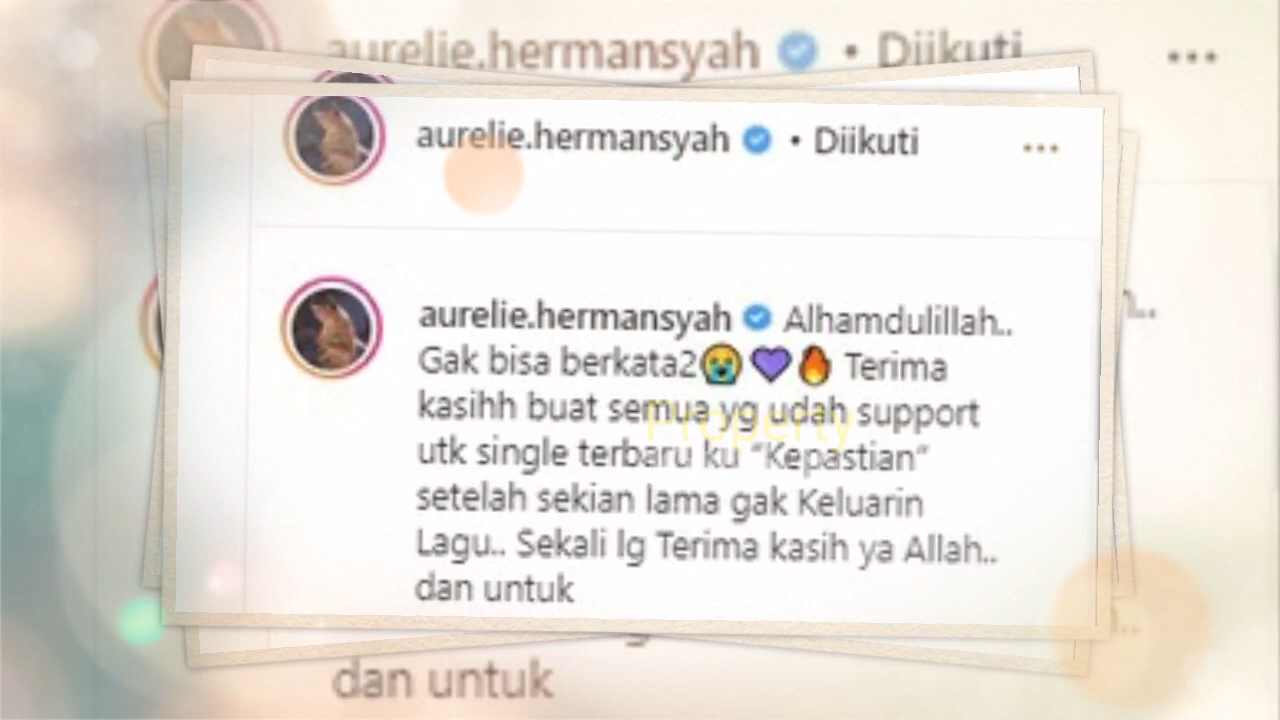 aurelie.hermansyah • Diikuti
aurelie.hermansyah • Diikuti
aurelie.hermansyah Alhamdulillah..
Gak bisa berkata2😭💜🔥 Terima
kasihh buat semua yg udah support
Property
utk single terbaru ku “Kepastian”
setelah sekian lama gak Keluarin
Lagu.. Sekali lg Terima kasih ya Allah..
dan untuk
dan untuk